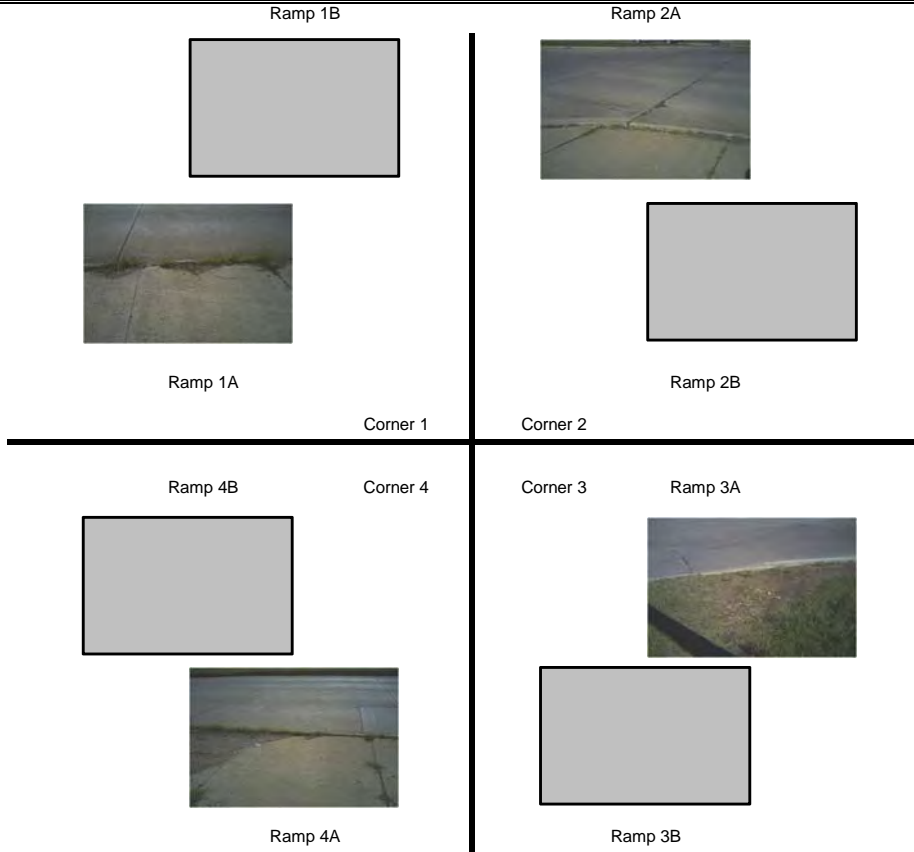 Ramp 1B
Ramp 2A
Ramp 1A
Ramp 2B
Corner 1
Corner 2
Ramp 4B
Corner 4
Corner 3
Ramp 3A
Ramp 4A
Ramp 3B